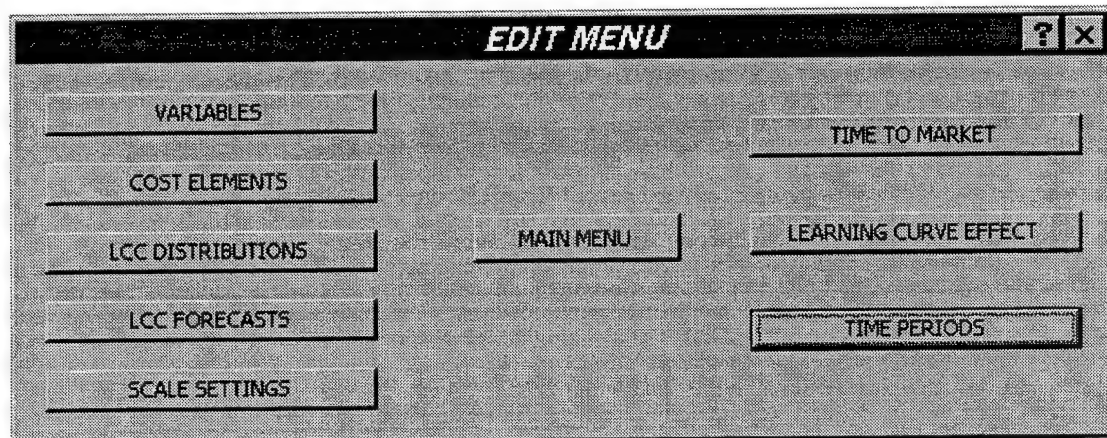 EDIT MENU
? ×
VARIABLES
COST ELEMENTS
LCC DISTRIBUTIONS
LCC FORECASTS
SCALE SETTINGS
MAIN MENU
TIME TO MARKET
LEARNING CURVE EFFECT
TIME PERIODS